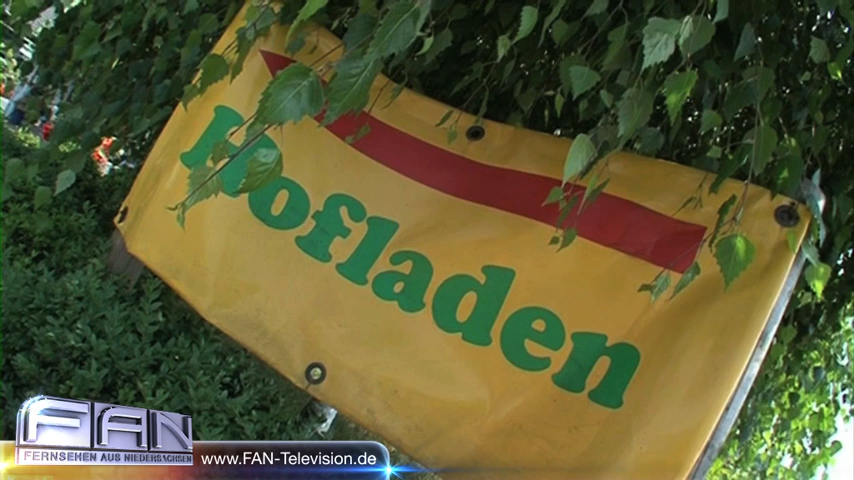 Hofladen
FAN
FERNSEHEN AUS NIEDERSACHSEN
www.FAN-Television.de